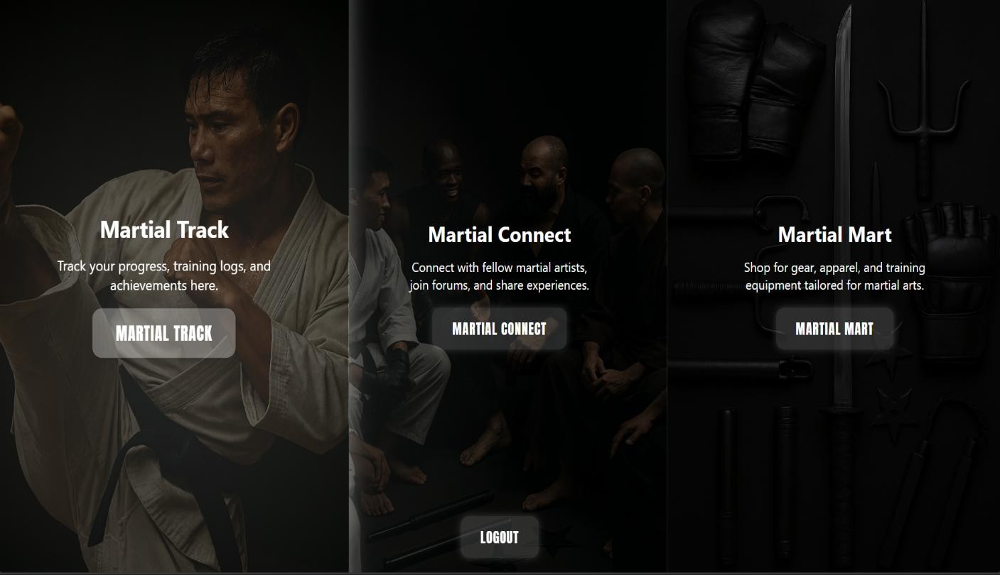 Martial Track
Track your progress, training logs, and
achievements here.
MARTIAL TRACK
Martial Connect
Connect with fellow martial artists,
join forums, and share experiences.
MARTIAL CONNECT
Martial Mart
Shop for gear, apparel, and training
equipment tailored for martial arts.
MARTIAL MART
LOGOUT